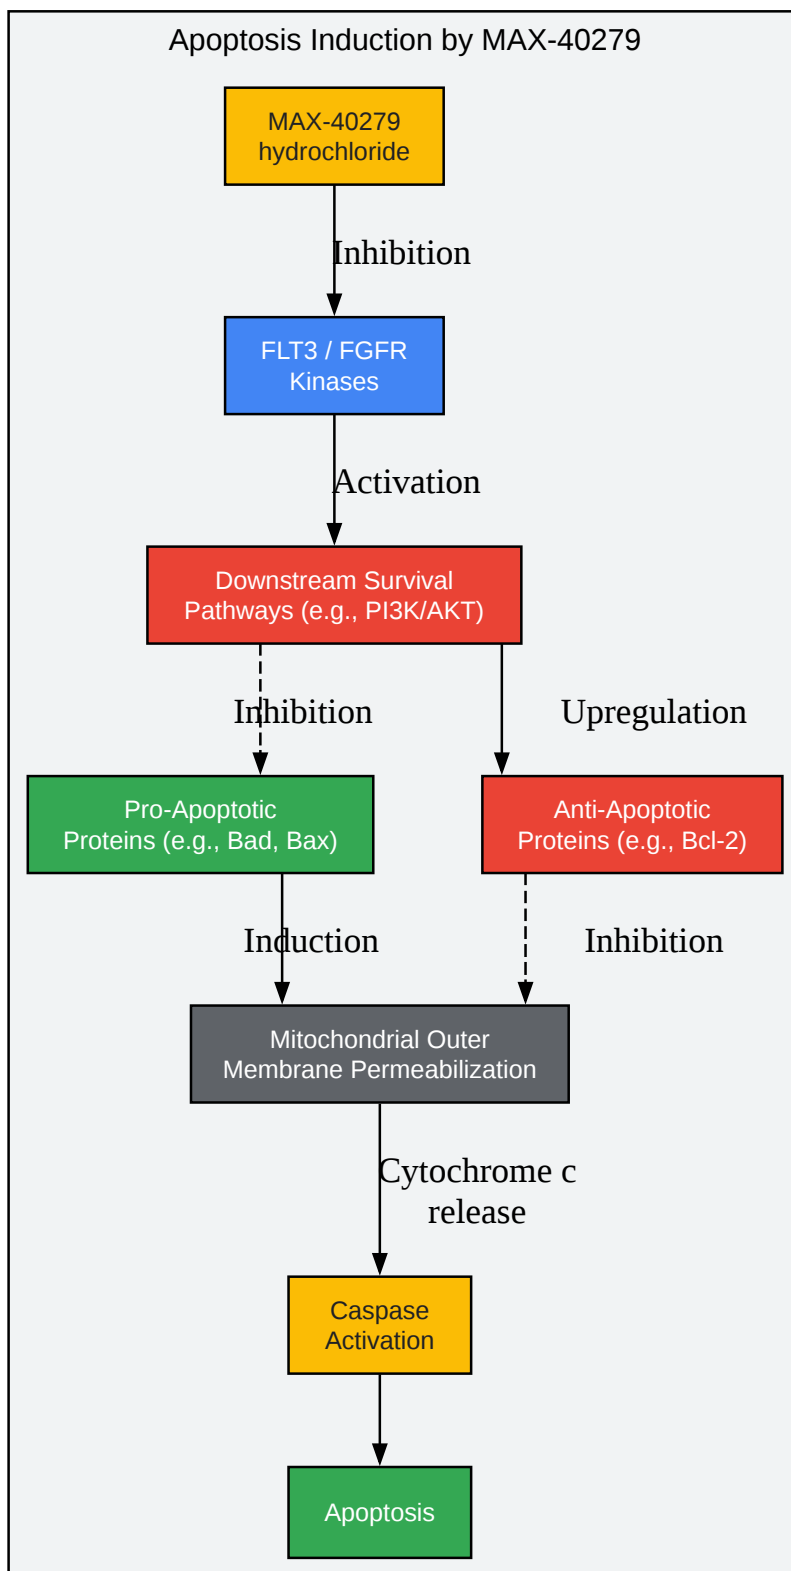 Apoptosis Induction by MAX-40279
MAX-40279
hydrochloride
Inhibition
FLT3 / FGFR
Kinases
Activation
Downstream Survival
Pathways (e.g., PI3K/AKT)
Inhibition
Upregulation
Pro-Apoptotic
Proteins (e.g., Bad, Bax)
Anti-Apoptotic
Proteins (e.g., Bcl-2)
Induction
Inhibition
Mitochondrial Outer
Membrane Permeabilization
Cytochrome c
release
Caspase
Activation
Apoptosis